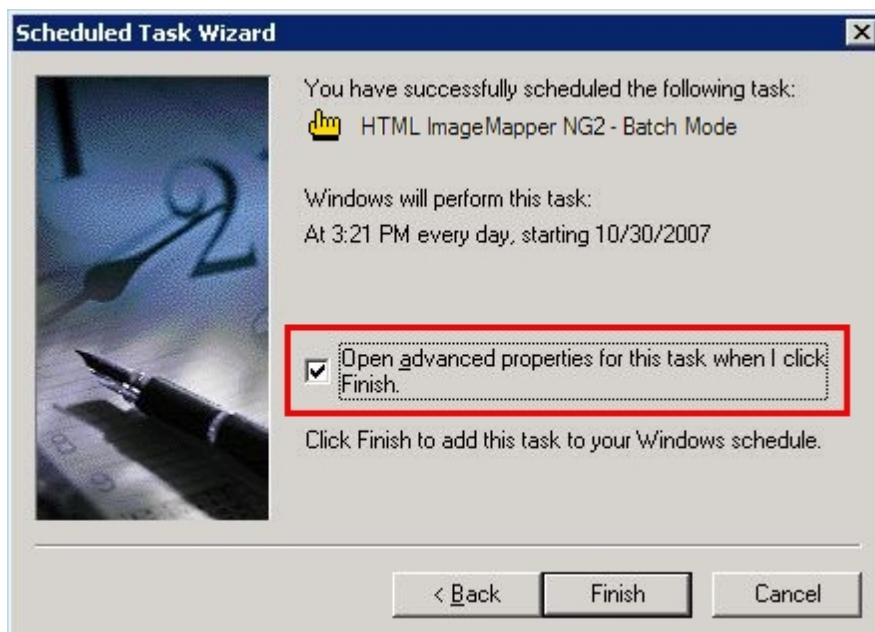 Scheduled Task Wizard
You have successfully scheduled the following task:
HTML ImageMapper NG2 - Batch Mode
Windows will perform this task:
At 3:21 PM every day, starting 10/30/2007
2
Open advanced properties for this task when I click
Finish.
Click Finish to add this task to your Windows schedule.
< Back
Finish
Cancel